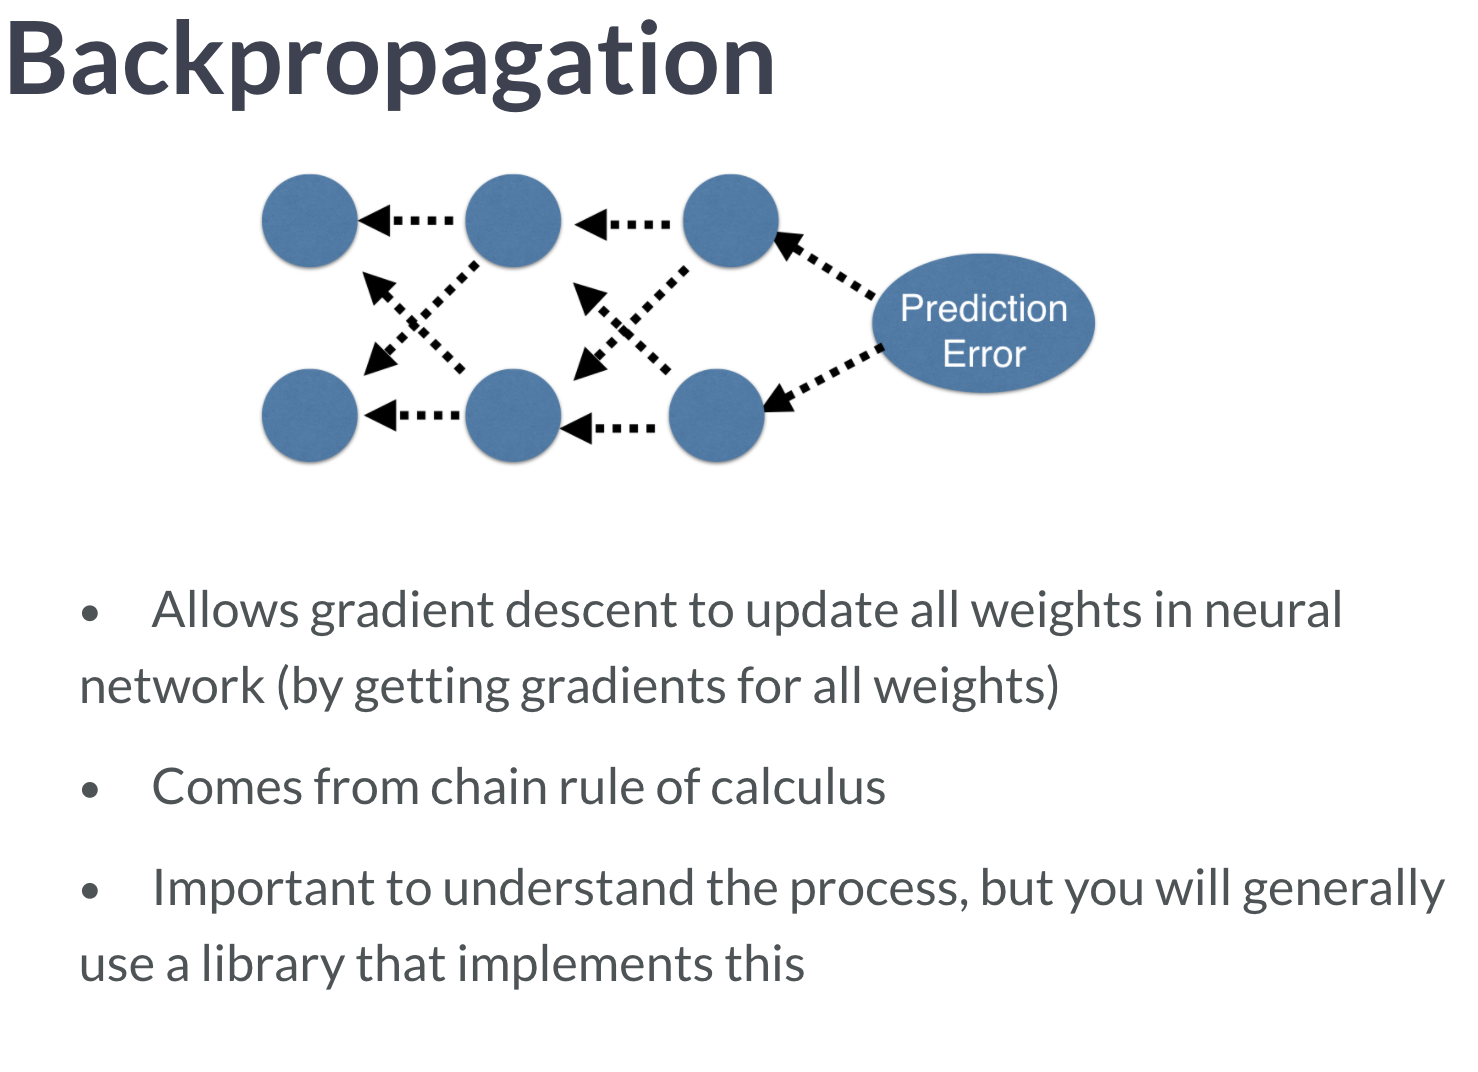 Backpropagation
Prediction
Error
• Allows gradient descent to update all weights in neural
network (by getting gradients for all weights)
• Comes from chain rule of calculus
• Important to understand the process, but you will generally
use a library that implements this